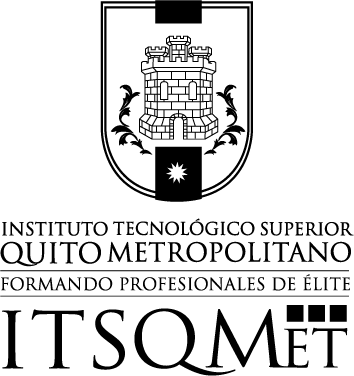 INSTITUTO TECNOLÓGICO SUPERIOR
QUITO METROPOLITANO
FORMANDO PROFESIONALES DE ÉLITE
ITSQMET